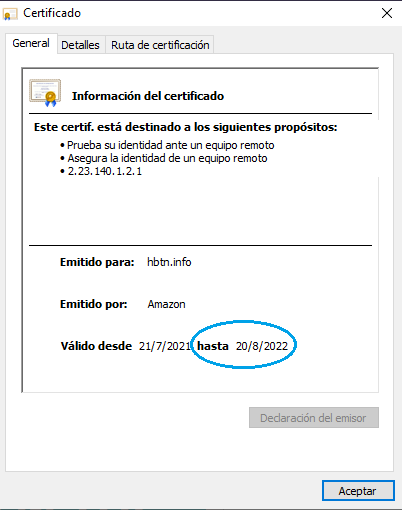 Certificado
General Detalles Ruta de certificación
Información del certificado
Este certif. está destinado a los siguientes propósitos:
• Prueba su identidad ante un equipo remoto
• Asegura la identidad de un equipo remoto
• 2.23.140.1.2.1
Emitido para: hbtn.info
Emitido por: Amazon
Válido desde 21/7/2021 hasta 20/8/2022
Declaración del emisor
Aceptar